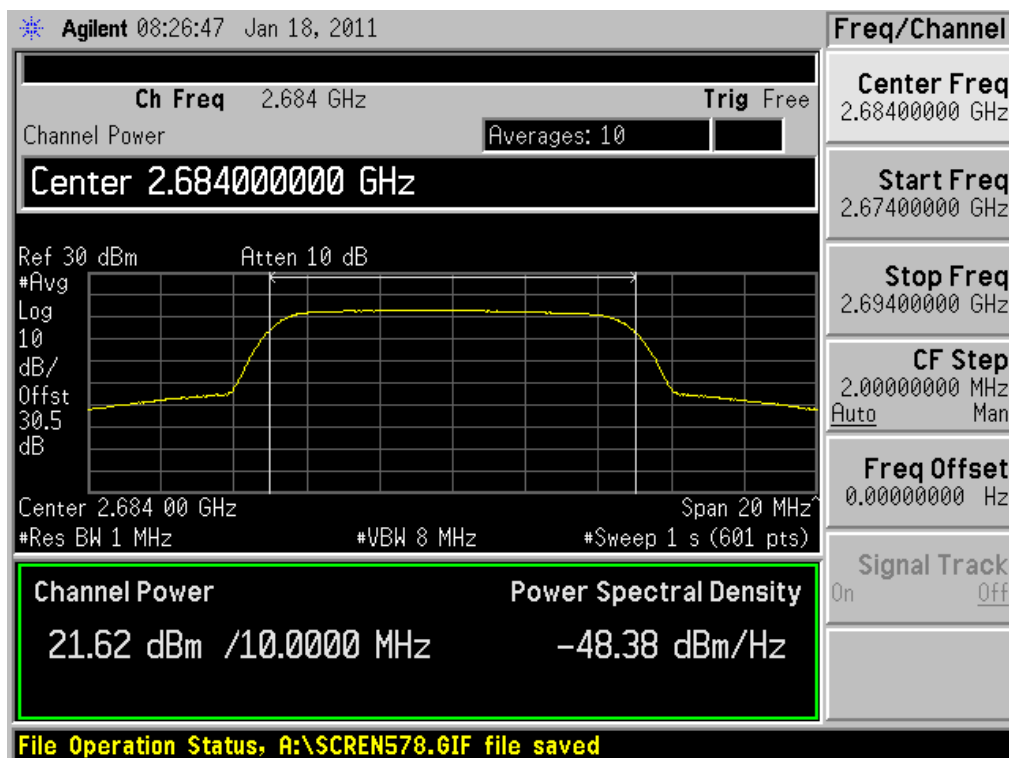 Agilent 08:26:47 Jan 18, 2011
Freq/Channel
Ch Freq 2.684 GHz Trig Free
Channel Power Averages: 10
Center 2.684000000 GHz
Ref 30 dBm Atten 10 dB
#Avg
Log
10
dB/
Offst
30.5
dB
Center 2.684 00 GHz Span 20 MHz^
#Res BW 1 MHz #VBW 8 MHz #Sweep 1 s (601 pts)
Channel Power Power Spectral Density
21.62 dBm /10.0000 MHz -48.38 dBm/Hz
File Operation Status, A:\SCREN578.GIF file saved
Center Freq
2.68400000 GHz
Start Freq
2.67400000 GHz
Stop Freq
2.69400000 GHz
CF Step
2.00000000 MHz
Auto Man
Freq Offset
0.00000000 Hz
Signal Track
On Off